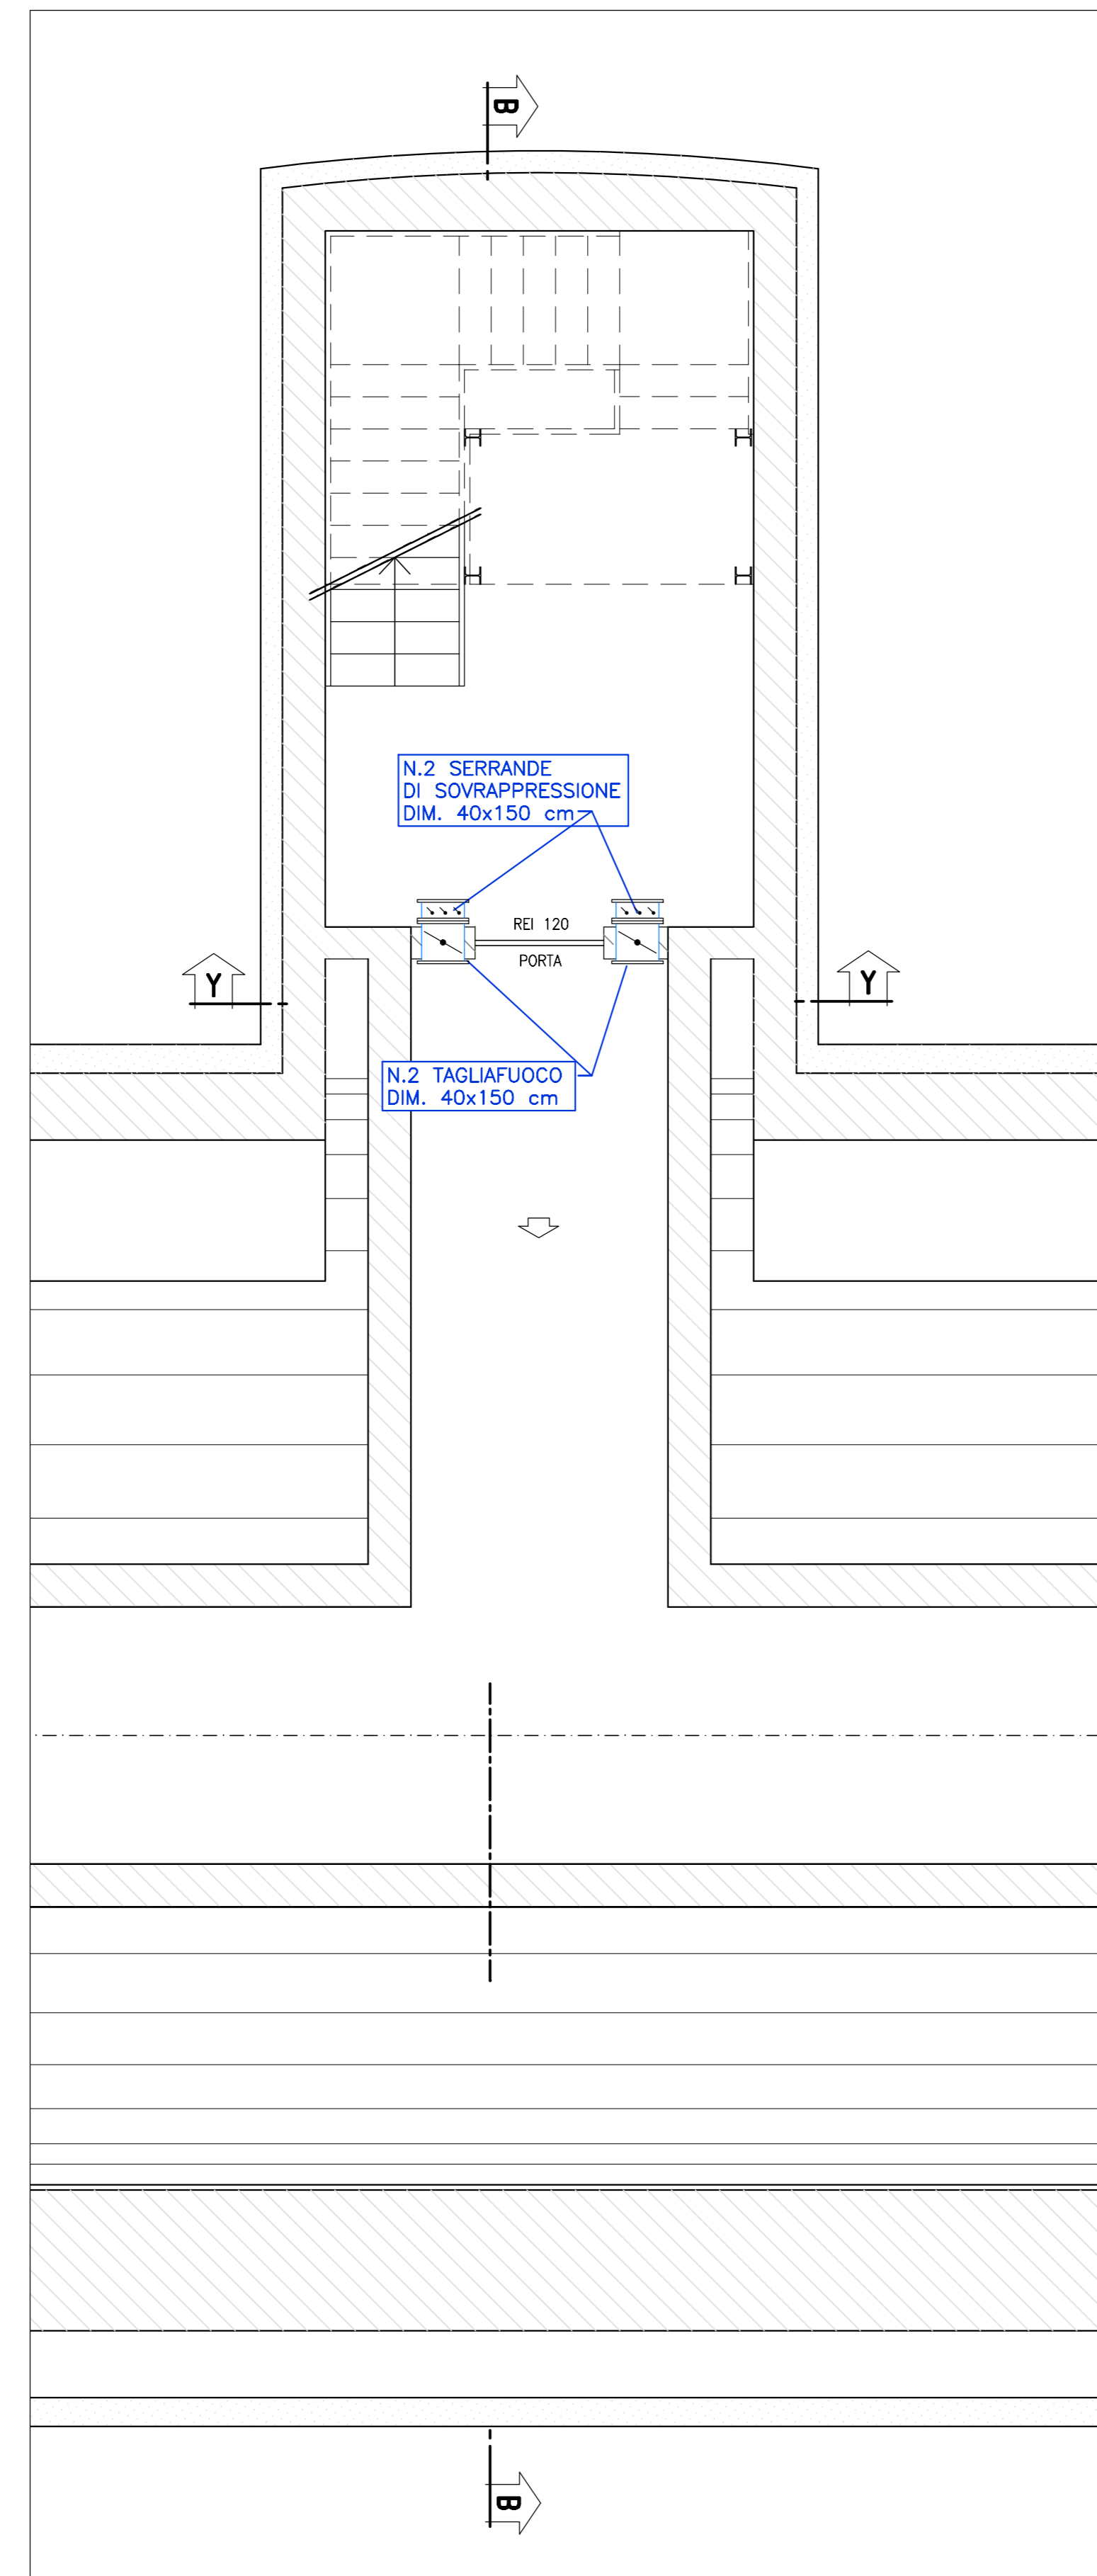 B
N.2 SERRANDE
DI SOVRAPPRESSIONE
DIM. 40x150 cm
REI 120
PORTA
Y
Y
N.2 TAGLIAFUOCO
DIM. 40x150 cm
B